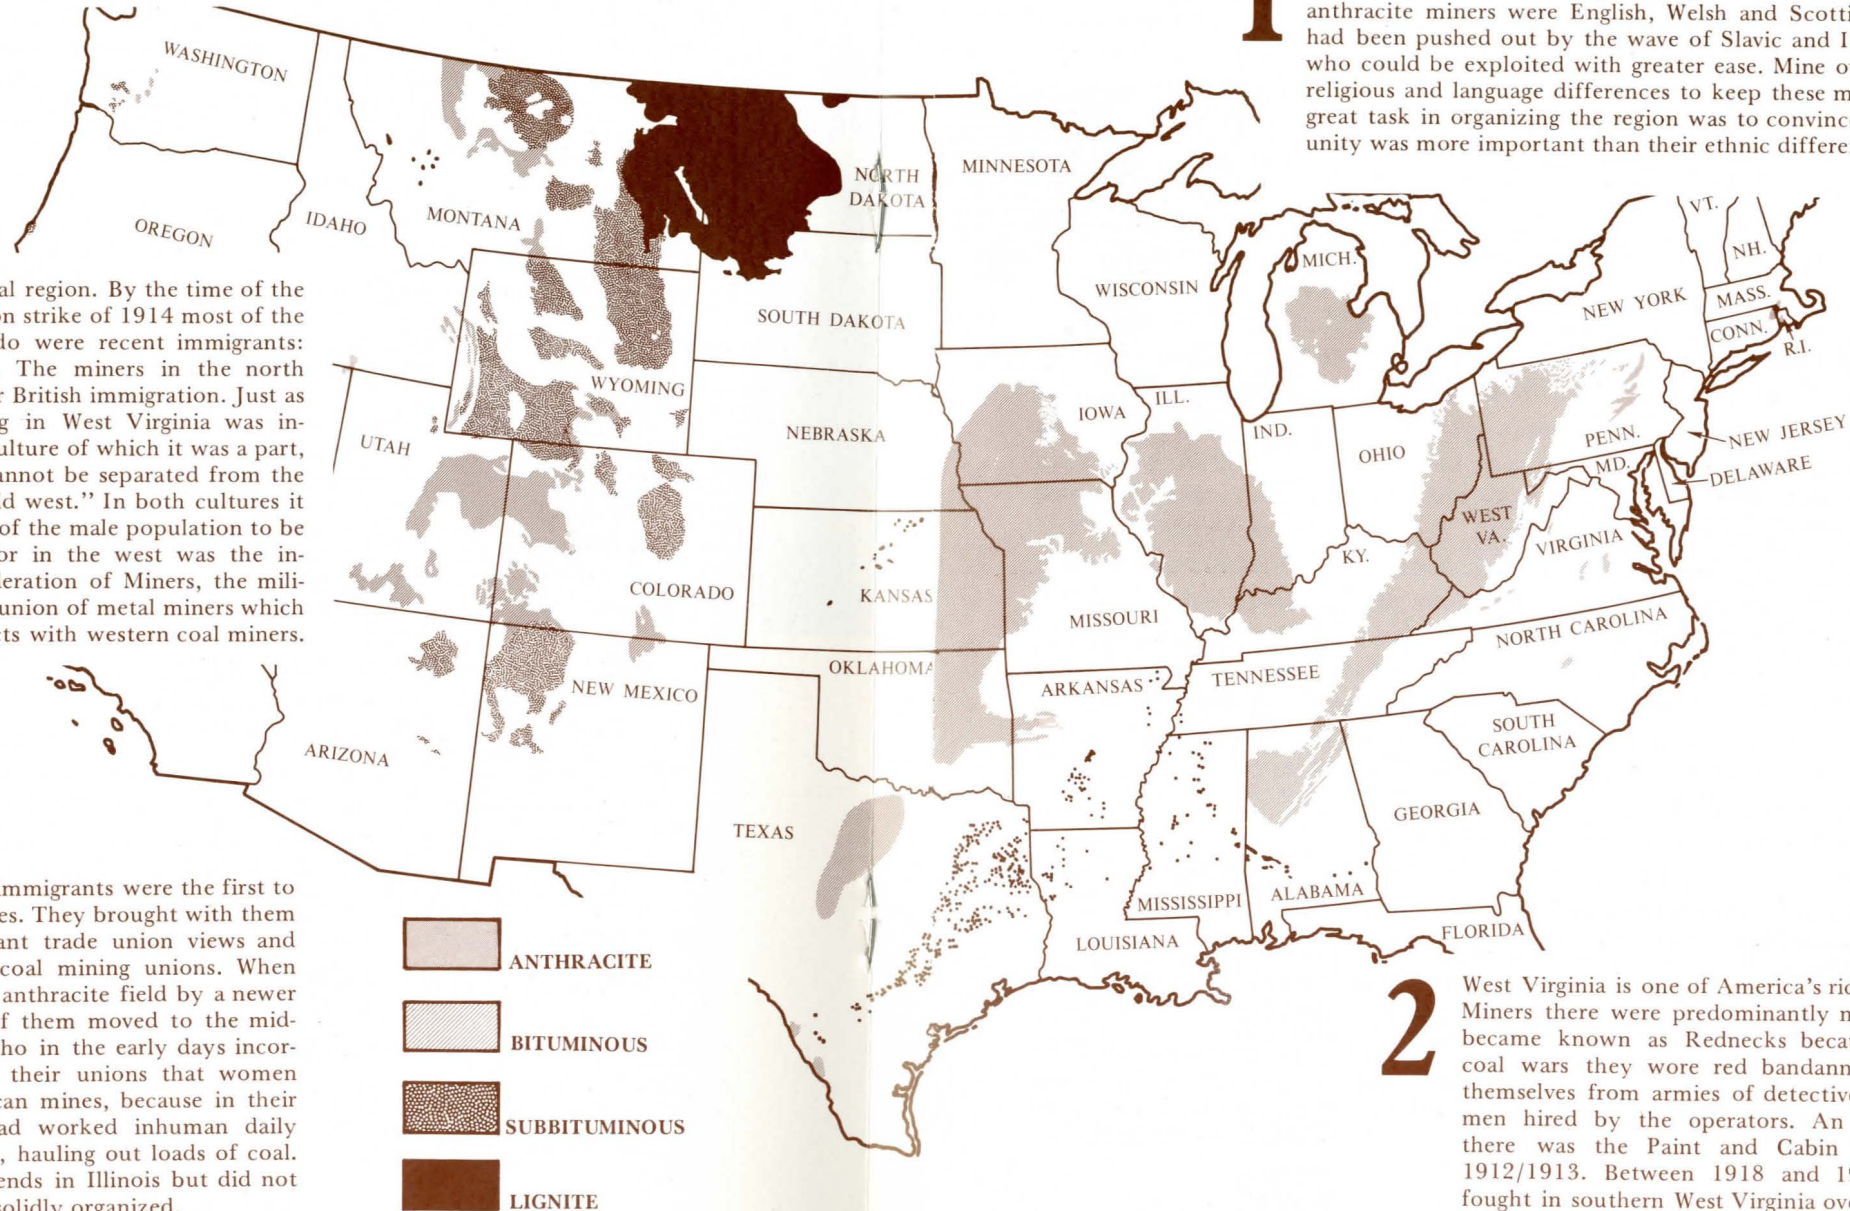 1
anthracite miners were English, Welsh and
had been pushed out by the wave of Slavic and
who could be exploited with greater ease. Mine
religious and language differences to keep these
great task in organizing the region was to
unity was more important than their ethnic
WASHINGTON
OREGON
IDAHO
MONTANA
NORTH
DAKOTA
MINNESOTA
WISCONSIN
MICH.
VT.
NH.
NEW YORK
MASS.
CONN.
R.I.
SOUTH DAKOTA
WYOMING
IOWA
ILL.
IND.
OHIO
PENN.
NEW JERSEY
MD.
DELAWARE
NEBRASKA
UTAH
COLORADO
KANSAS
MISSOURI
KY.
WEST
VA.
VIRGINIA
NORTH CAROLINA
TENNESSEE
ARKANSAS
OKLAHOMA
NEW MEXICO
ARIZONA
TEXAS
SOUTH
CAROLINA
GEORGIA
ALABAMA
MISSISSIPPI
LOUISIANA
FLORIDA
al region. By the time of the
on strike of 1914 most of the
do were recent immigrants:
The miners in the north
r British immigration. Just as
g in West Virginia was in-
ulture of which it was a part,
annot be separated from the
ld west.” In both cultures it
of the male population to be
or in the west was the in-
deration of Miners, the mili-
union of metal miners which
cts with western coal miners.
immigrants were the first to
es. They brought with them
ant trade union views and
coal mining unions. When
anthracite field by a newer
f them moved to the mid-
ho in the early days incor-
their unions that women
can mines, because in their
ad worked inhuman daily
, hauling out loads of coal.
ends in Illinois but did not
solidly organized.
ANTHRACITE
BITUMINOUS
SUBBITUMINOUS
LIGNITE
2
West Virginia is one of America’s
Miners there were predominantly
became known as Rednecks
coal wars they wore red
themselves from armies of
men hired by the operators. An
there was the Paint and Cabin
1912/1913. Between 1918 and
fought in southern West Virginia